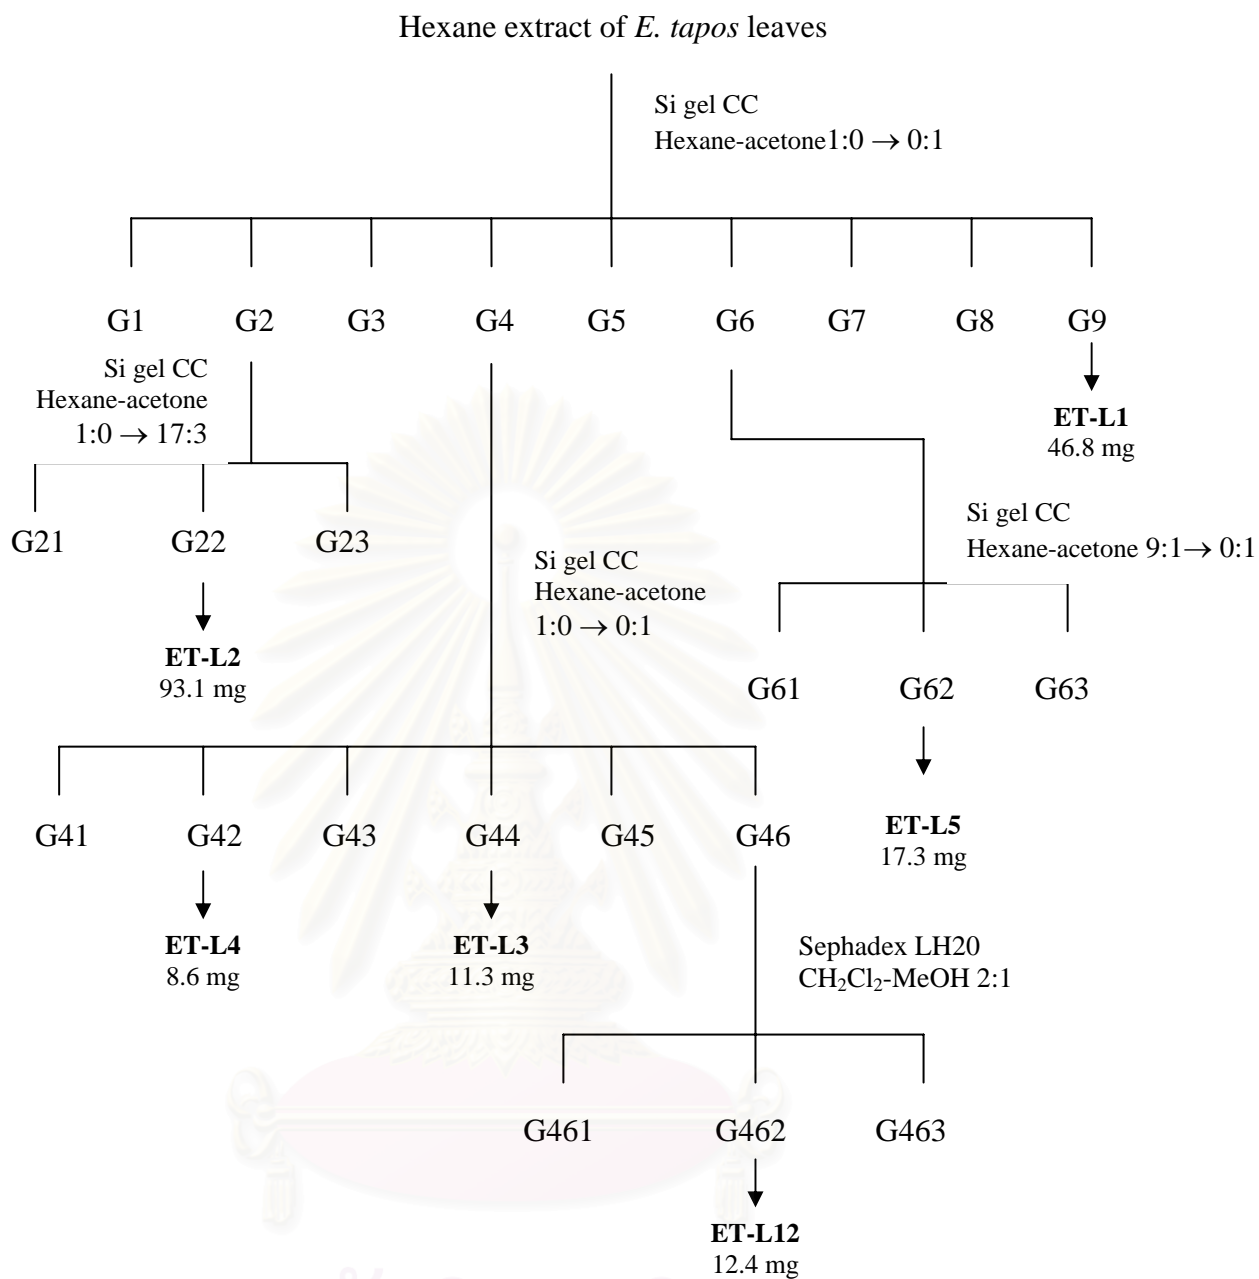 Hexane extract of E. tapos leaves
Si gel CC
Hexane-acetone1:0 → 0:1
G1 G2 G3 G4 G5 G6 G7 G8 G9
Si gel CC
Hexane-acetone
1:0 → 17:3
ET-L1
46.8 mg
G21 G22 G23
Si gel CC
Hexane-acetone 9:1→ 0:1
Si gel CC
Hexane-acetone
1:0 → 0:1
ET-L2
93.1 mg
G61 G62 G63
G41 G42 G43 G44 G45 G46
ET-L5
17.3 mg
ET-L4
8.6 mg
ET-L3
11.3 mg
Sephadex LH20
CH₂Cl₂-MeOH 2:1
G461 G462 G463
ET-L12
12.4 mg